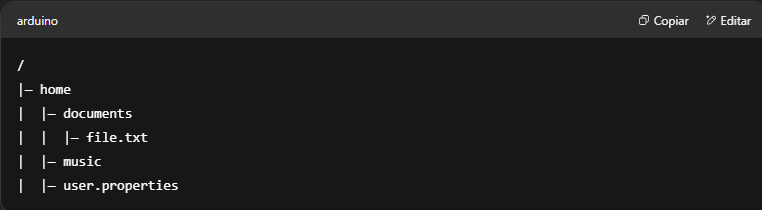 arduino
Copiar
Editar
/
|— home
|  |— documents
|  |  |— file.txt
|  |— music
|  |— user.properties